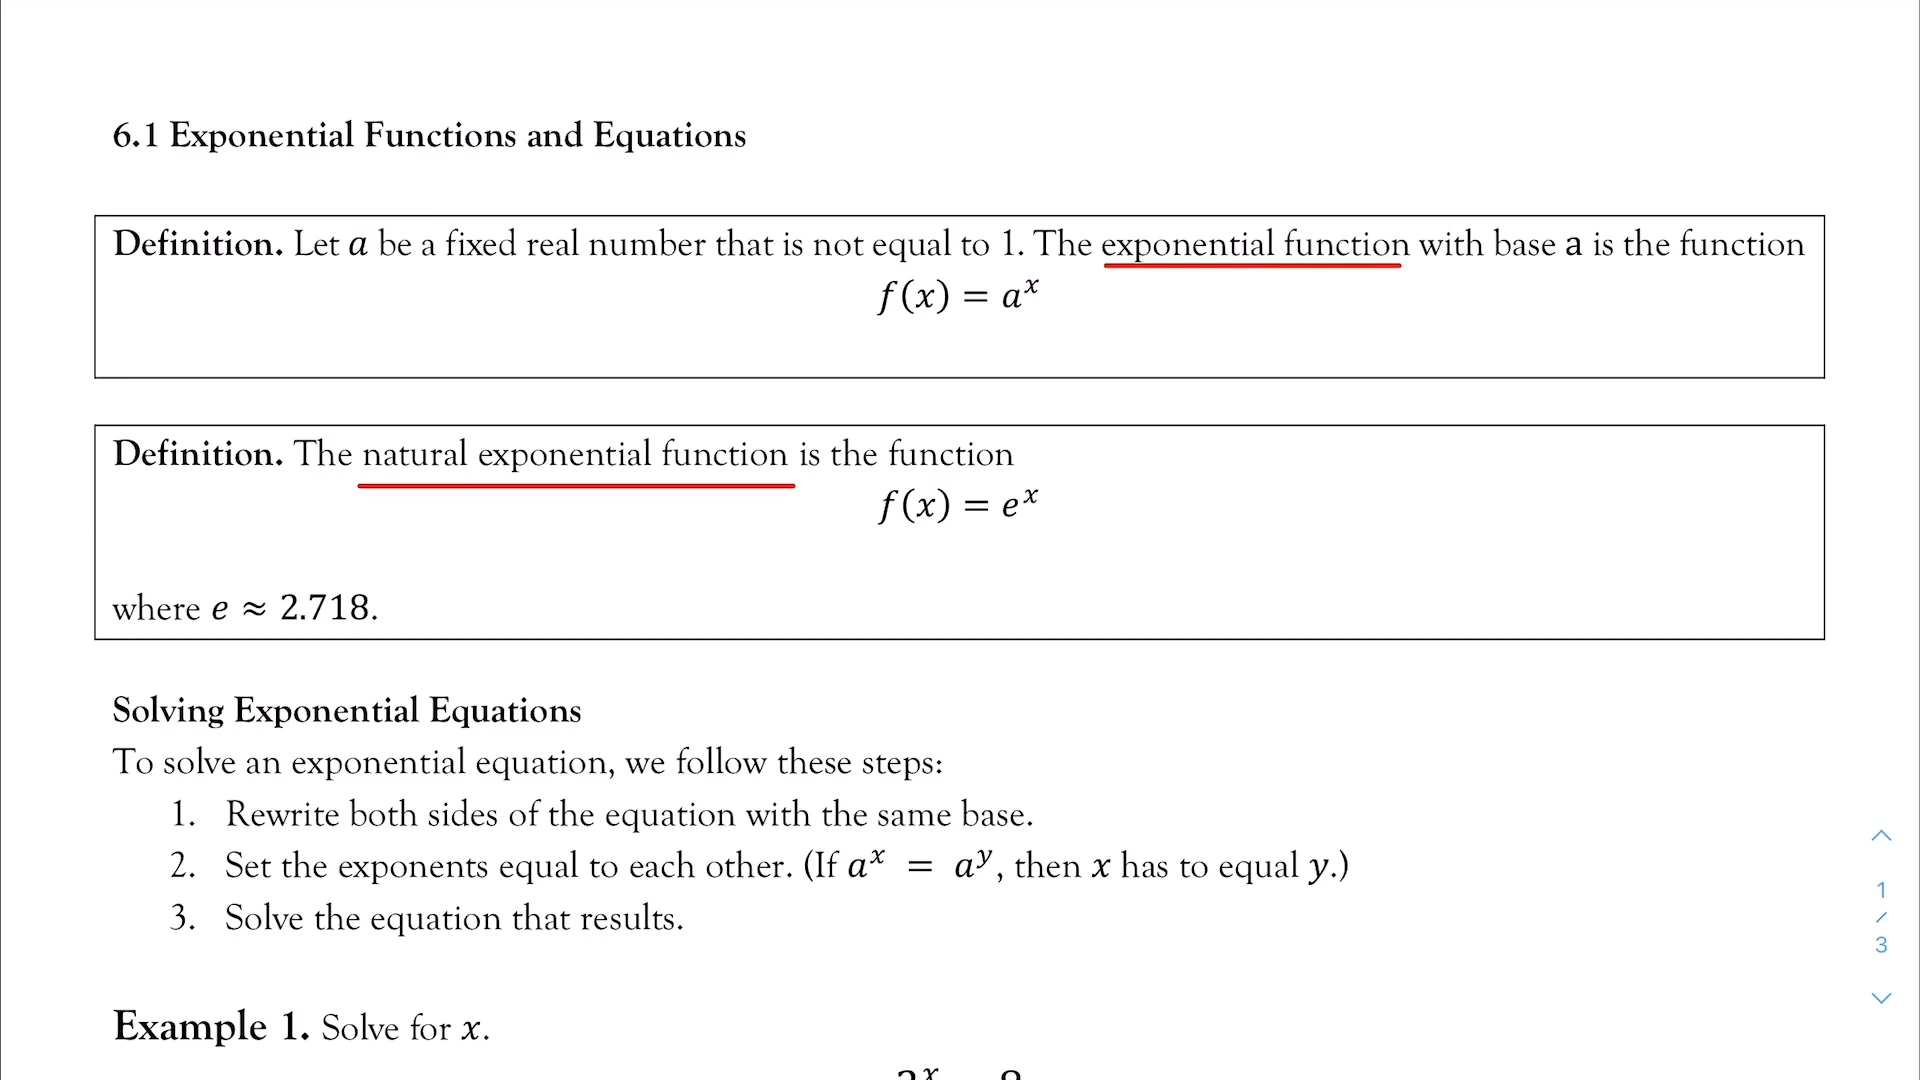 6.1 Exponential Functions and Equations
Definition. Let a be a fixed real number that is not equal to 1. The exponential function with base a is the function
f(x) = aˣ
Definition. The natural exponential function is the function
f(x) = eˣ
where e ≈ 2.718.
Solving Exponential Equations
To solve an exponential equation, we follow these steps:
1. Rewrite both sides of the equation with the same base.
2. Set the exponents equal to each other. (If aˣ = aʸ, then x has to equal y.)
3. Solve the equation that results.
Example 1. Solve for x.
1
/
3